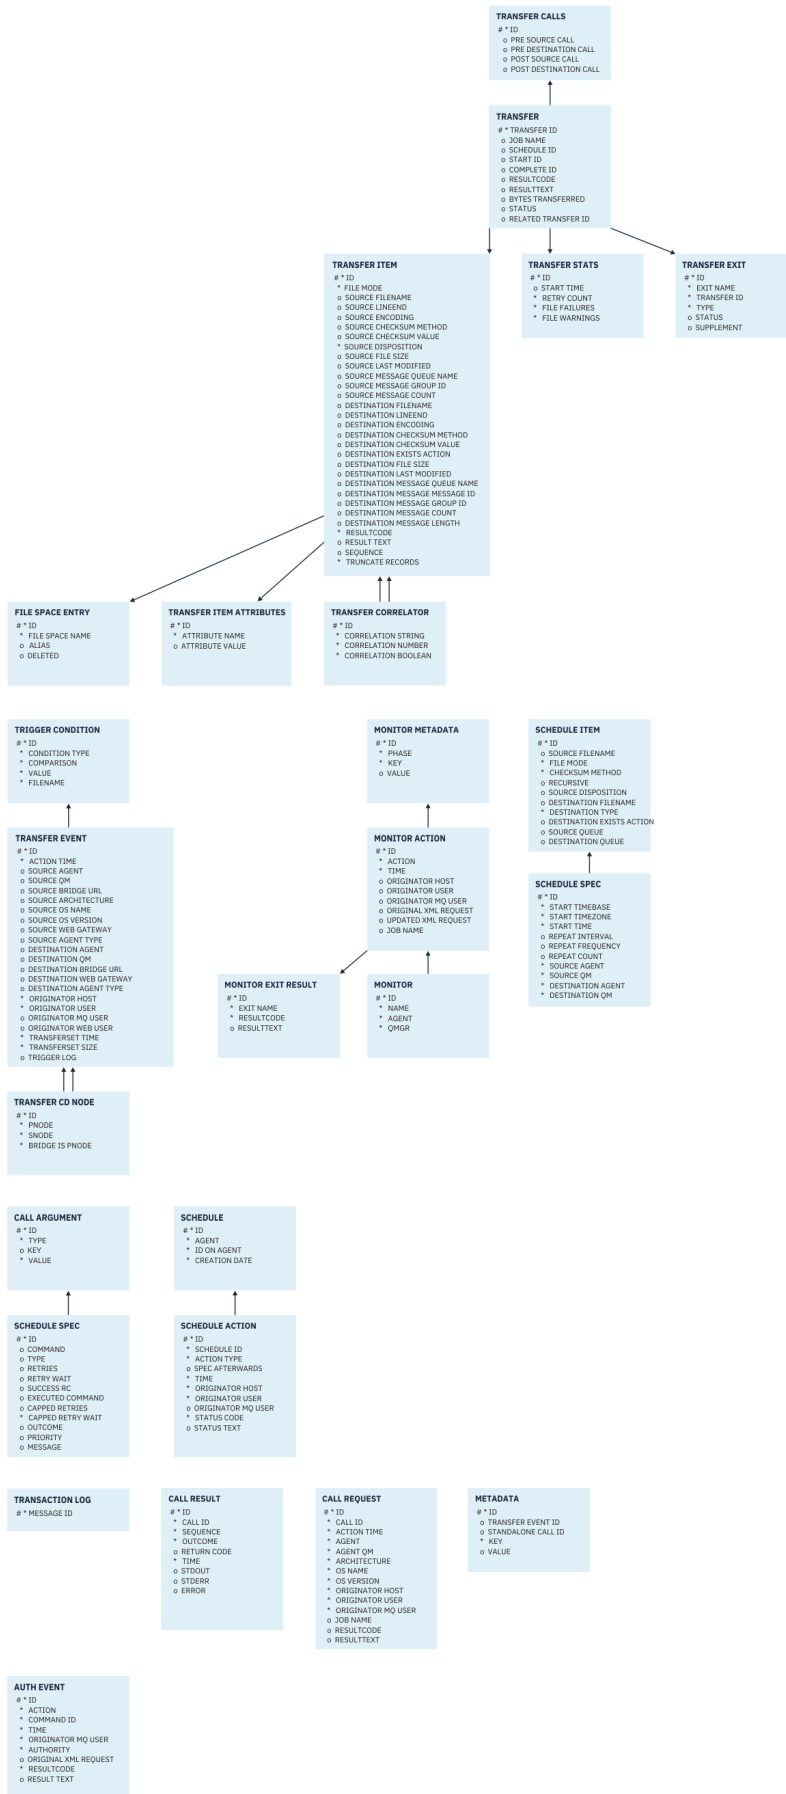 TRANSFER CALLS
# * ID
o PRE SOURCE CALL
o PRE DESTINATION CALL
o POST SOURCE CALL
o POST DESTINATION CALL
TRANSFER
# * TRANSFER ID
o JOB NAME
o SCHEDULE ID
o START ID
o COMPLETE ID
o RESULTCODE
o RESULTTEXT
o BYTES TRANSFERRED
o STATUS
o RELATED TRANSFER ID
TRANSFER ITEM
# * ID
* FILE MODE
o SOURCE FILENAME
o SOURCE LINEEND
o SOURCE ENCODING
o SOURCE CHECKSUM METHOD
o SOURCE CHECKSUM VALUE
* SOURCE DISPOSITION
o SOURCE FILE SIZE
o SOURCE LAST MODIFIED
o SOURCE MESSAGE QUEUE NAME
o SOURCE MESSAGE GROUP ID
o SOURCE MESSAGE COUNT
o DESTINATION FILENAME
o DESTINATION LINEEND
o DESTINATION ENCODING
o DESTINATION CHECKSUM METHOD
o DESTINATION CHECKSUM VALUE
o DESTINATION EXISTS ACTION
o DESTINATION FILE SIZE
o DESTINATION LAST MODIFIED
o DESTINATION MESSAGE QUEUE NAME
o DESTINATION MESSAGE MESSAGE ID
o DESTINATION MESSAGE GROUP ID
o DESTINATION MESSAGE COUNT
o DESTINATION MESSAGE LENGTH
* RESULTCODE
o RESULT TEXT
o SEQUENCE
* TRUNCATE RECORDS
TRANSFER STATS
# * ID
o START TIME
* RETRY COUNT
* FILE FAILURES
* FILE WARNINGS
TRANSFER EXIT
# * ID
* EXIT NAME
* TRANSFER ID
* TYPE
o STATUS
o SUPPLEMENT
FILE SPACE ENTRY
# * ID
* FILE SPACE NAME
o ALIAS
o DELETED
TRANSFER ITEM ATTRIBUTES
# * ID
* ATTRIBUTE NAME
o ATTRIBUTE VALUE
TRANSFER CORRELATOR
# * ID
* CORRELATION STRING
* CORRELATION NUMBER
* CORRELATION BOOLEAN
TRIGGER CONDITION
# * ID
* CONDITION TYPE
* COMPARISON
* VALUE
* FILENAME
MONITOR METADATA
# * ID
* PHASE
* KEY
o VALUE
SCHEDULE ITEM
# * ID
o SOURCE FILENAME
* FILE MODE
* CHECKSUM METHOD
o RECURSIVE
o SOURCE DISPOSITION
o DESTINATION FILENAME
* DESTINATION TYPE
o DESTINATION EXISTS ACTION
o SOURCE QUEUE
o DESTINATION QUEUE
TRANSFER EVENT
# * ID
* ACTION TIME
o SOURCE AGENT
o SOURCE QM
o SOURCE BRIDGE URL
o SOURCE ARCHITECTURE
o SOURCE OS NAME
o SOURCE OS VERSION
o SOURCE WEB GATEWAY
o SOURCE AGENT TYPE
o DESTINATION AGENT
o DESTINATION QM
o DESTINATION BRIDGE URL
o DESTINATION WEB GATEWAY
o DESTINATION AGENT TYPE
* ORIGINATOR HOST
* ORIGINATOR USER
o ORIGINATOR MQ USER
o ORIGINATOR WEB USER
* TRANSFERSET TIME
* TRANSFERSET SIZE
o TRIGGER LOG
MONITOR ACTION
# * ID
* ACTION
* TIME
o ORIGINATOR HOST
o ORIGINATOR USER
o ORIGINATOR MQ USER
o ORIGINAL XML REQUEST
o UPDATED XML REQUEST
o JOB NAME
SCHEDULE SPEC
# * ID
* START TIMEBASE
* START TIMEZONE
* START TIME
o REPEAT INTERVAL
o REPEAT FREQUENCY
o REPEAT COUNT
* SOURCE AGENT
* SOURCE QM
* DESTINATION AGENT
* DESTINATION QM
MONITOR EXIT RESULT
# * ID
* EXIT NAME
* RESULTCODE
o RESULTTEXT
MONITOR
# * ID
* NAME
* AGENT
* QMGR
TRANSFER CD NODE
# * ID
* PNODE
* SNODE
* BRIDGE IS PNODE
CALL ARGUMENT
# * ID
* TYPE
o KEY
* VALUE
SCHEDULE
# * ID
* AGENT
* ID ON AGENT
* CREATION DATE
SCHEDULE SPEC
# * ID
o COMMAND
o TYPE
o RETRIES
o RETRY WAIT
o SUCCESS RC
o EXECUTED COMMAND
o CAPPED RETRIES
* CAPPED RETRY WAIT
o OUTCOME
o PRIORITY
o MESSAGE
SCHEDULE ACTION
# * ID
* SCHEDULE ID
* ACTION TYPE
o SPEC AFTERWARDS
* TIME
* ORIGINATOR HOST
* ORIGINATOR USER
o ORIGINATOR MQ USER
* STATUS CODE
o STATUS TEXT
TRANSACTION LOG
# * MESSAGE ID
CALL RESULT
# * ID
* CALL ID
* SEQUENCE
* OUTCOME
o RETURN CODE
* TIME
o STDOUT
o STDERR
o ERROR
CALL REQUEST
# * ID
* CALL ID
* ACTION TIME
* AGENT
* AGENT QM
* ARCHITECTURE
* OS NAME
* OS VERSION
* ORIGINATOR HOST
* ORIGINATOR USER
* ORIGINATOR MQ USER
o JOB NAME
o RESULTCODE
o RESULTTEXT
METADATA
# * ID
o TRANSFER EVENT ID
o STANDALONE CALL ID
* KEY
o VALUE
AUTH EVENT
# * ID
* ACTION
* COMMAND ID
* TIME
* ORIGINATOR MQ USER
* AUTHORITY
o ORIGINAL XML REQUEST
* RESULTCODE
o RESULT TEXT